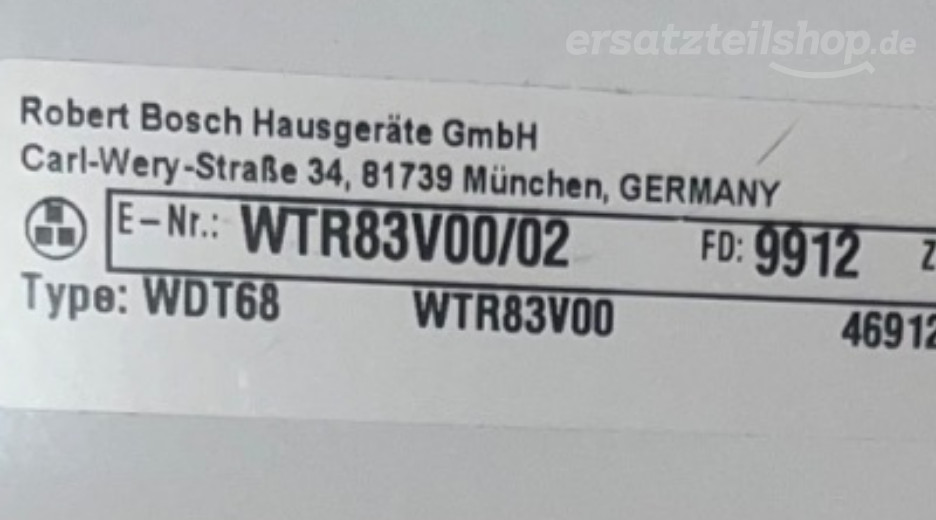 ersatzteilshop.de
Robert Bosch Hausgeräte GmbH
Carl-Wery-Straße 34, 81739 München, GERMANY
E-Nr.: WTR83V00/02 FD: 9912 Z
Type: WDT68 WTR83V00 46912